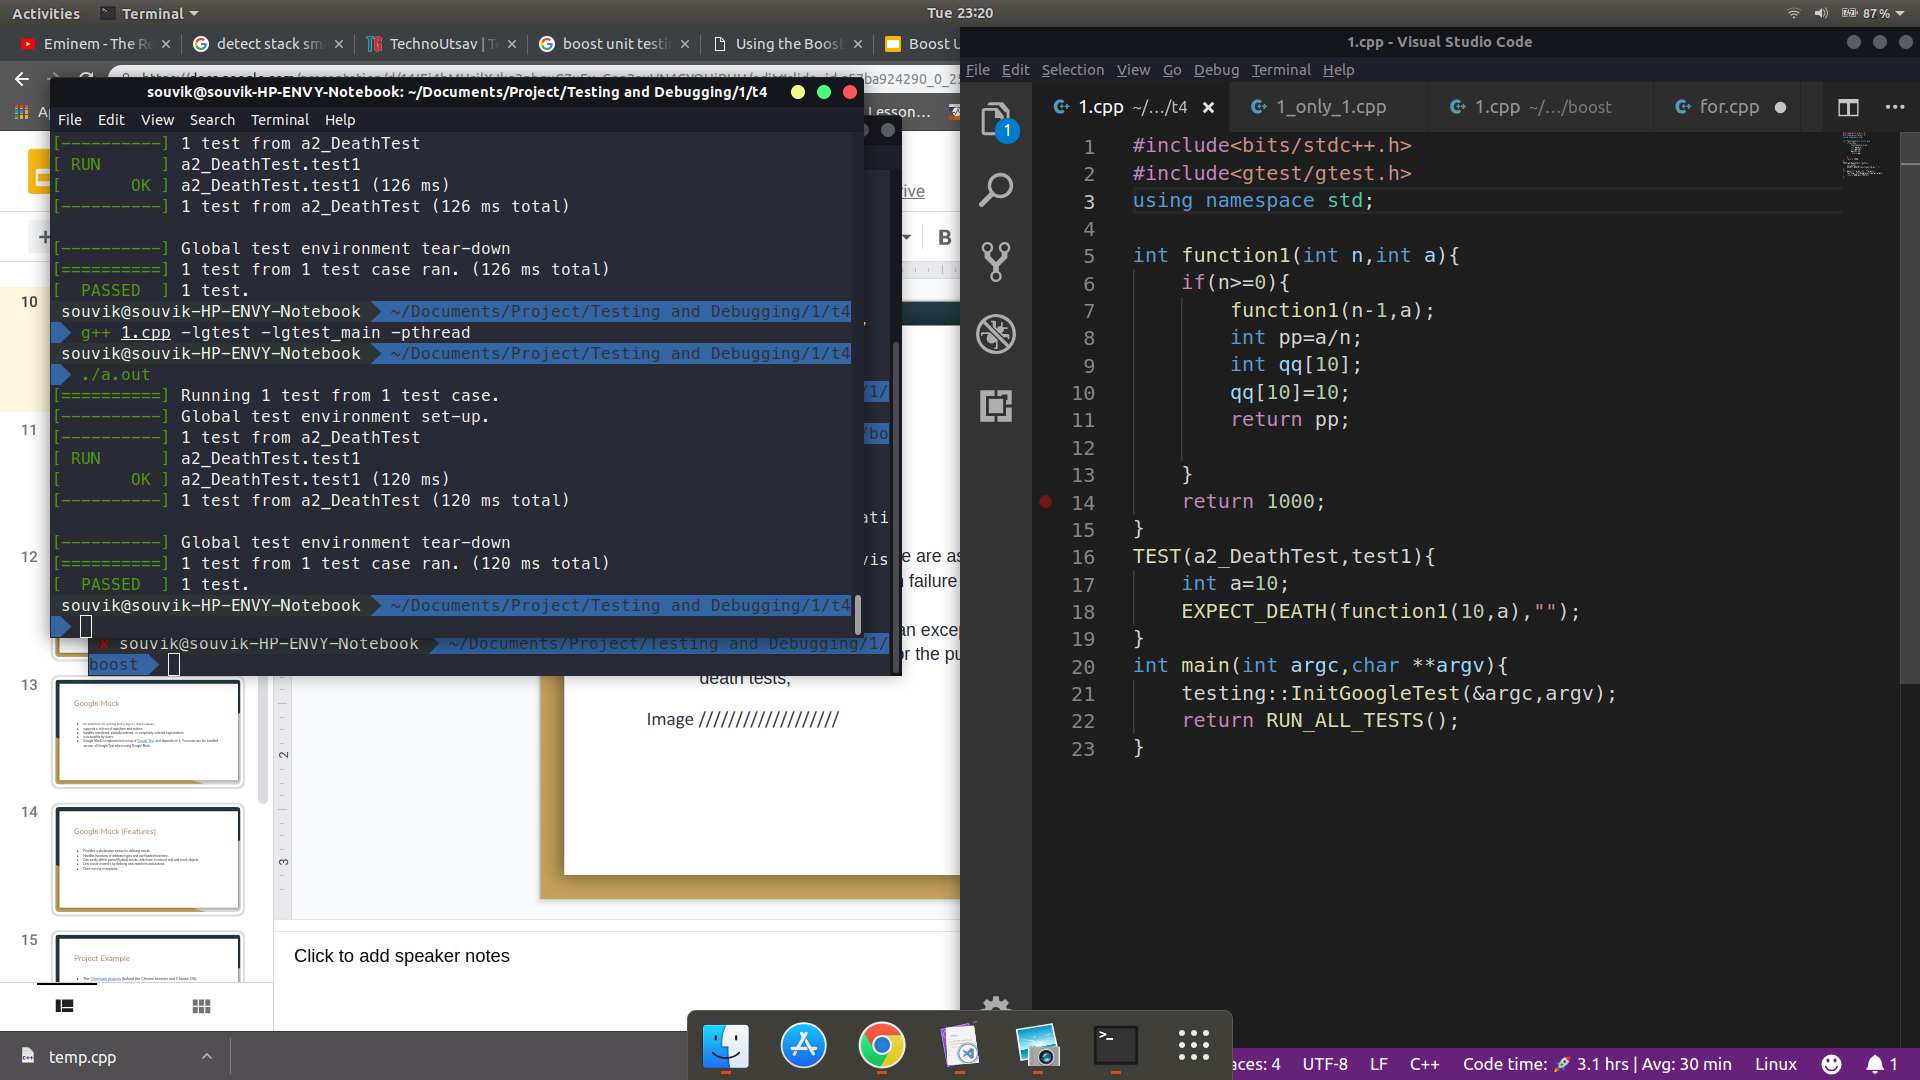 Activities
Terminal
Tue 23:20
87 %
Eminem - The R
detect stack sm
TechnoUtsav | T
boost unit testi
Using the Boost
Boost U
souvik@souvik-HP-ENVY-Notebook: ~/Documents/Project/Testing and Debugging/1/t4
File Edit View Search Terminal Help
[----------] 1 test from a2_DeathTest
[ RUN      ] a2_DeathTest.test1
[       OK ] a2_DeathTest.test1 (126 ms)
[----------] 1 test from a2_DeathTest (126 ms total)
[----------] Global test environment tear-down
[==========] 1 test from 1 test case ran. (126 ms total)
[  PASSED  ] 1 test.
souvik@souvik-HP-ENVY-Notebook ~/Documents/Project/Testing and Debugging/1/t4
g++ 1.cpp -lgtest -lgtest_main -pthread
souvik@souvik-HP-ENVY-Notebook ~/Documents/Project/Testing and Debugging/1/t4
./a.out
[==========] Running 1 test from 1 test case.
[----------] Global test environment set-up.
[----------] 1 test from a2_DeathTest
[ RUN      ] a2_DeathTest.test1
[       OK ] a2_DeathTest.test1 (120 ms)
[----------] 1 test from a2_DeathTest (120 ms total)
[----------] Global test environment tear-down
[==========] 1 test from 1 test case ran. (120 ms total)
[  PASSED  ] 1 test.
souvik@souvik-HP-ENVY-Notebook ~/Documents/Project/Testing and Debugging/1/t4
souvik@souvik-HP-ENVY-Notebook ~/Documents/Project/Testing and Debugging/1/
boost
Lesson...
B
e are as
failure
an excep
or the pu
death tests,
Image ///////////////////
10
11
12
13
Google Mock
14
Google Mock (Features)
15
Project Example
2
3
Click to add speaker notes
temp.cpp
1.cpp - Visual Studio Code
File Edit Selection View Go Debug Terminal Help
1
1.cpp ~/.../t4
1_only_1.cpp
1.cpp ~/.../boost
for.cpp
1 #include<bits/stdc++.h>
2 #include<gtest/gtest.h>
3 using namespace std;
4
5 int function1(int n,int a){
6     if(n>=0){
7         function1(n-1,a);
8         int pp=a/n;
9         int qq[10];
10         qq[10]=10;
11         return pp;
12
13     }
14     return 1000;
15 }
16 TEST(a2_DeathTest,test1){
17     int a=10;
18     EXPECT_DEATH(function1(10,a),"");
19 }
20 int main(int argc,char **argv){
21     testing::InitGoogleTest(&argc,argv);
22     return RUN_ALL_TESTS();
23 }
aces: 4
UTF-8
LF
C++
Code time: 🚀 3.1 hrs | Avg: 30 min
Linux
1